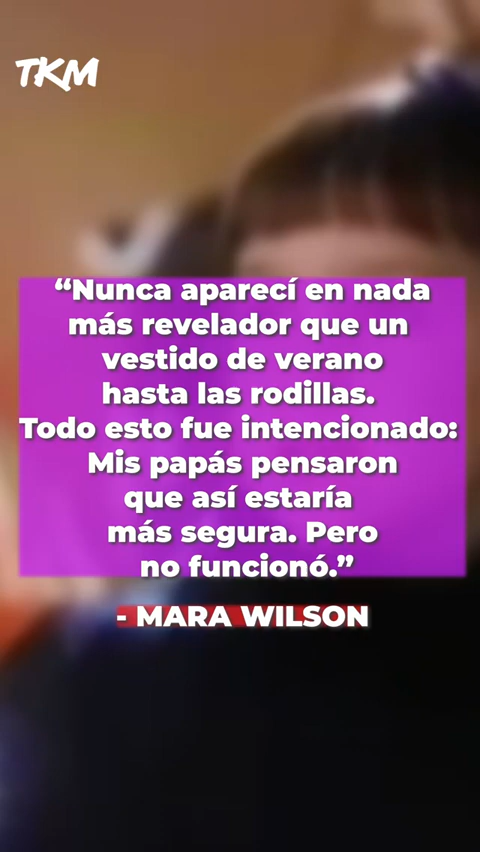 TKM
“Nunca aparecí en nada
más revelador que un
vestido de verano
hasta las rodillas.
Todo esto fue intencionado:
Mis papás pensaron
que así estaría
más segura. Pero
no funcionó.”
- MARA WILSON